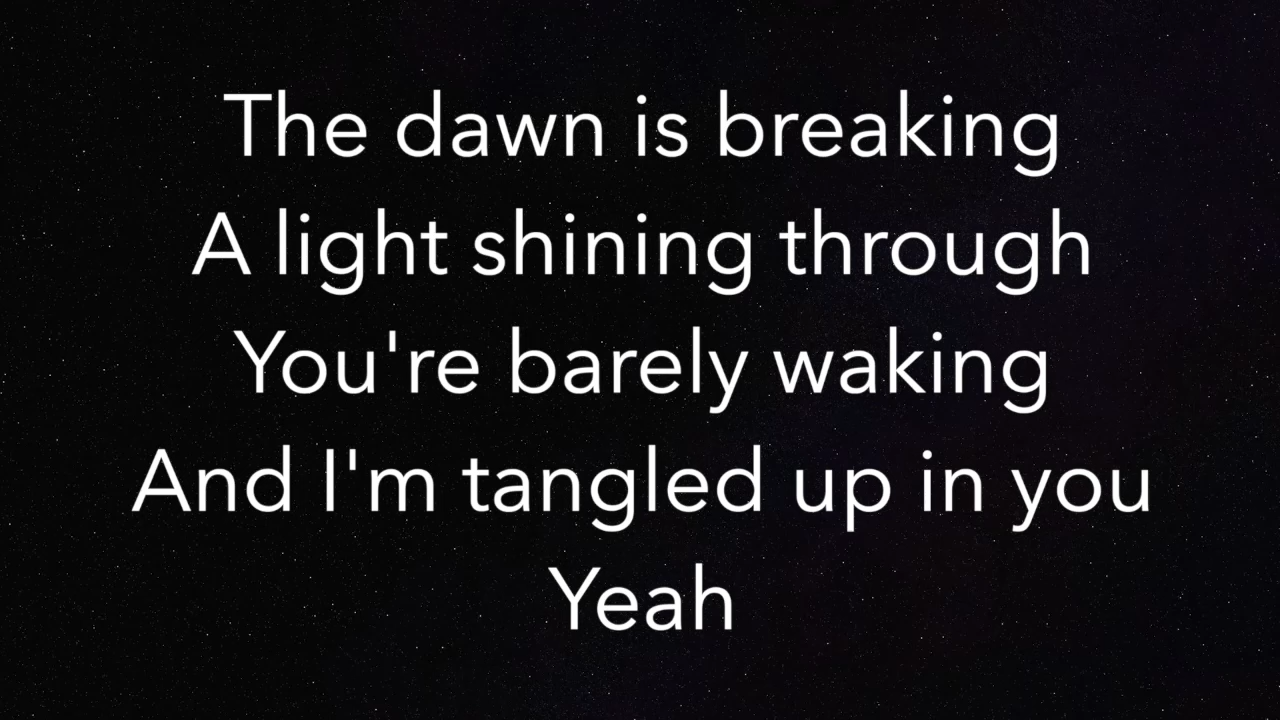 The dawn is breaking
A light shining through
You're barely waking
And I'm tangled up in you
Yeah